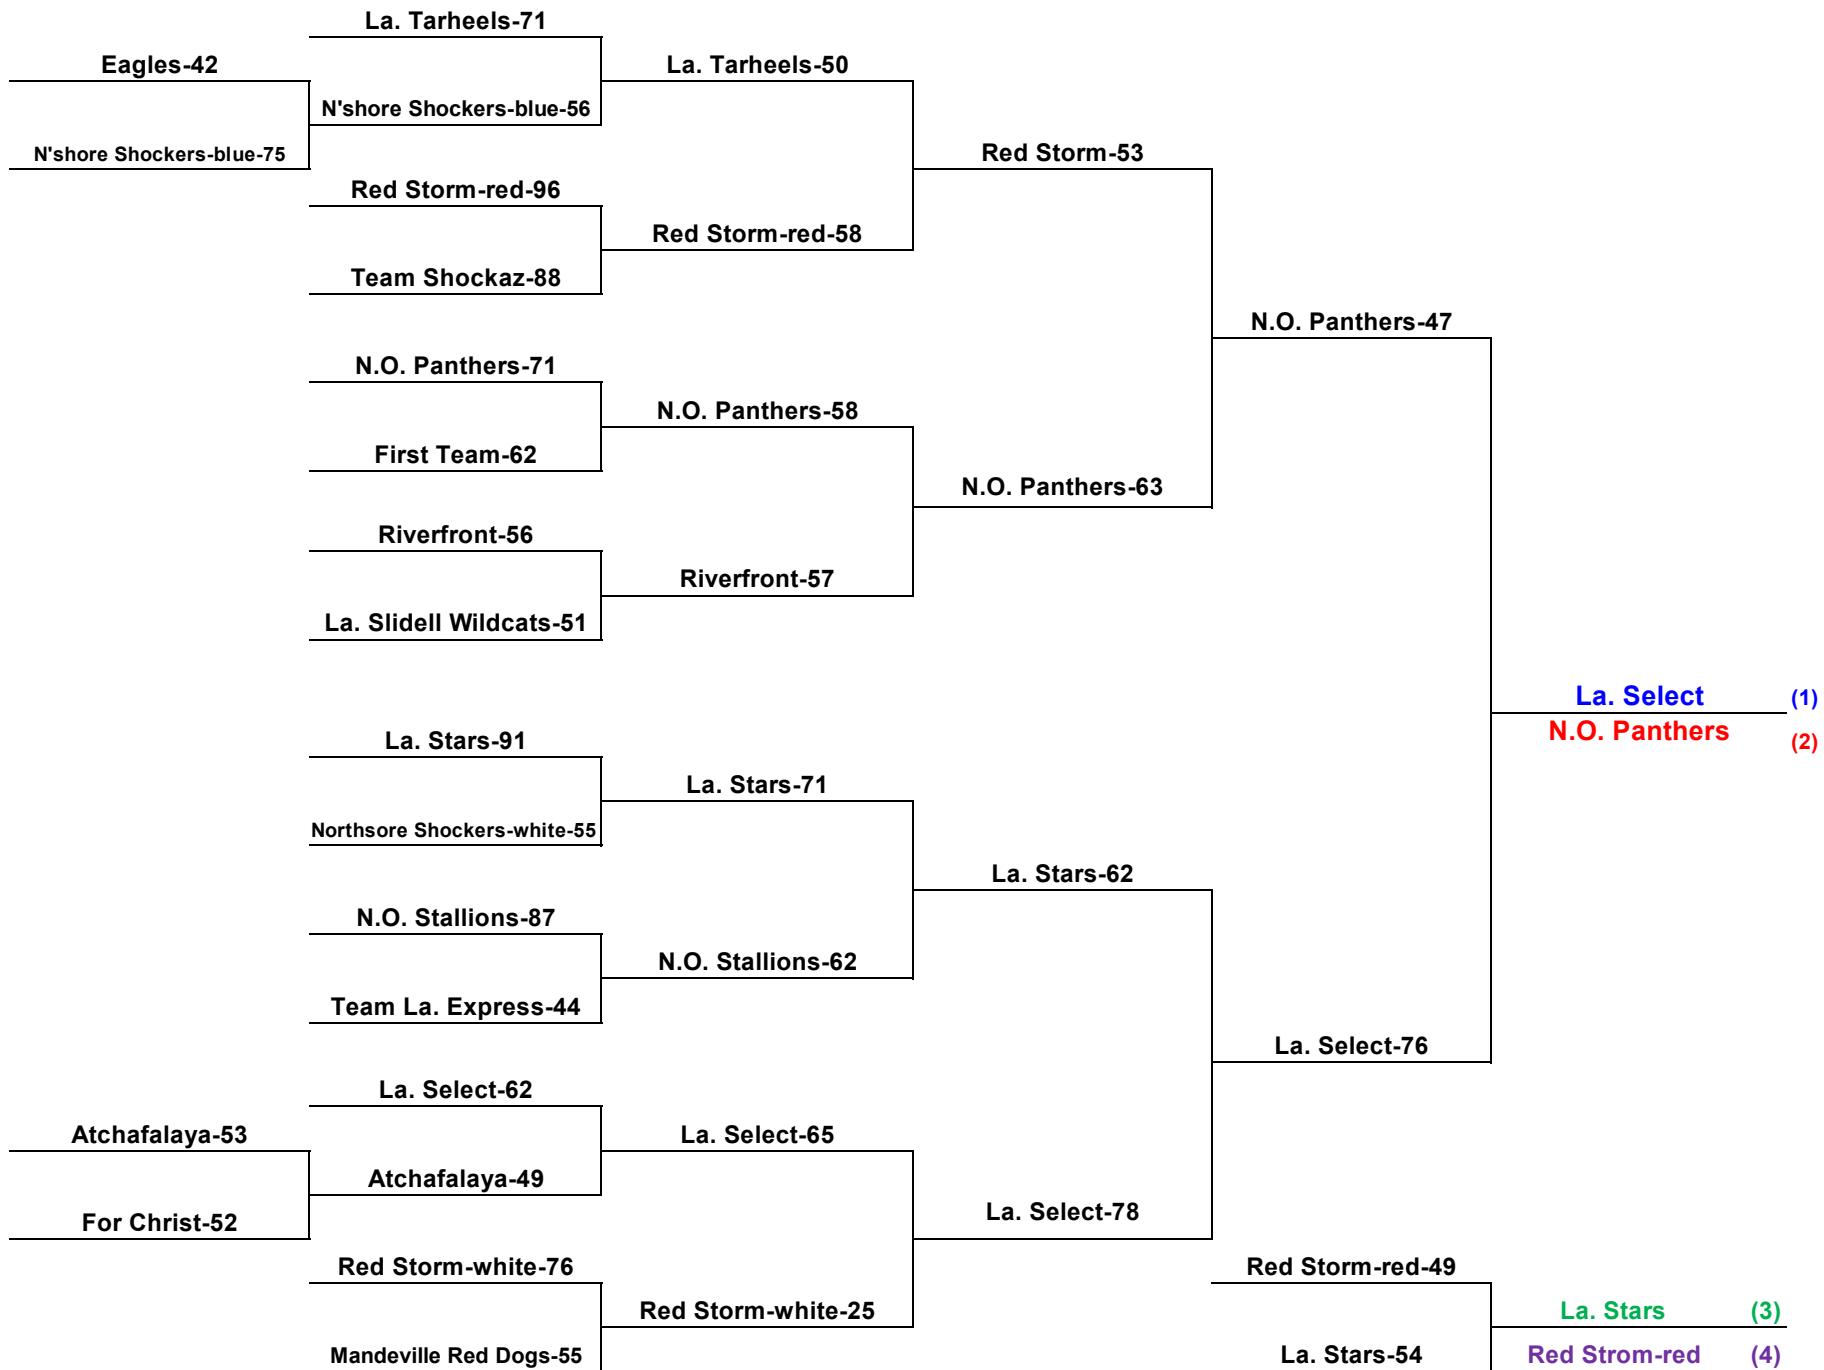 La. Tarheels-71
Eagles-42
La. Tarheels-50
N'shore Shockers-blue-56
N'shore Shockers-blue-75
Red Storm-53
Red Storm-red-96
Red Storm-red-58
Team Shockaz-88
N.O. Panthers-47
N.O. Panthers-71
N.O. Panthers-58
First Team-62
N.O. Panthers-63
Riverfront-56
Riverfront-57
La. Slidell Wildcats-51
La. Select (1)
N.O. Panthers (2)
La. Stars-91
La. Stars-71
Northsore Shockers-white-55
La. Stars-62
N.O. Stallions-87
N.O. Stallions-62
Team La. Express-44
La. Select-76
La. Select-62
Atchafalaya-53
La. Select-65
Atchafalaya-49
For Christ-52
La. Select-78
Red Storm-white-76
Red Storm-red-49
Red Storm-white-25
La. Stars (3)
Mandeville Red Dogs-55
La. Stars-54
Red Strom-red (4)